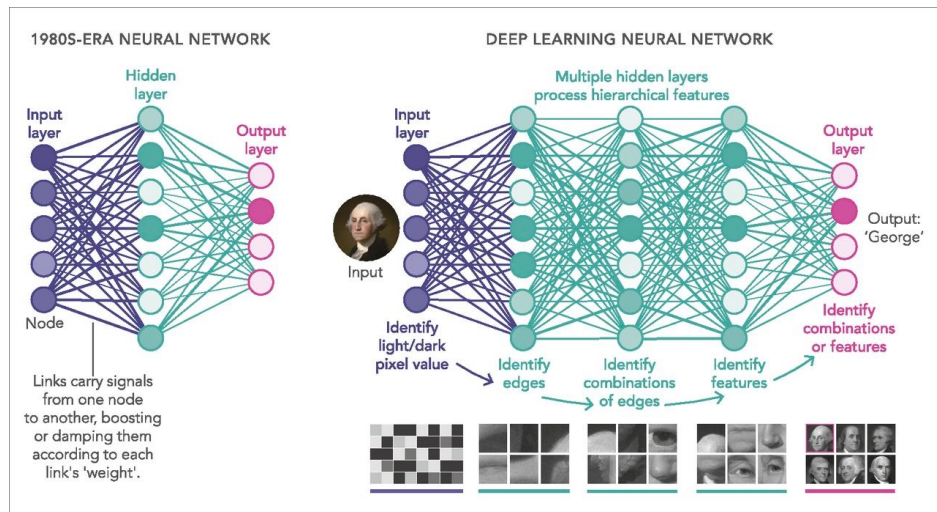 1980S-ERA NEURAL NETWORK
Hidden
layer
Input
layer
Output
layer
Node
Links carry signals
from one node
to another, boosting
or damping them
according to each
link's 'weight'.
DEEP LEARNING NEURAL NETWORK
Multiple hidden layers
process hierarchical features
Input
layer
Output
layer
Input
Output:
'George'
Identify
light/dark
pixel value
Identify
edges
Identify
combinations
of edges
Identify
features
Identify
combinations
or features